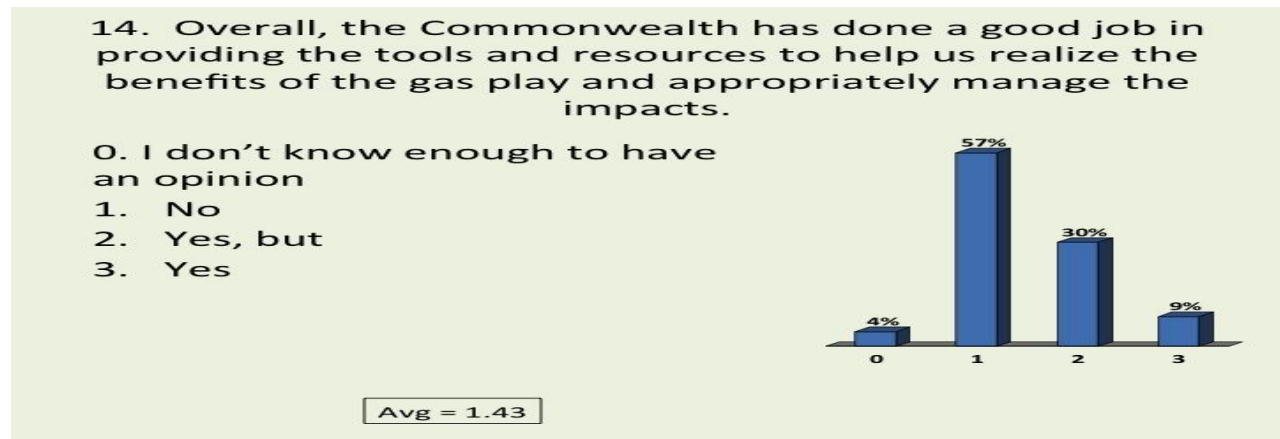 14. Overall, the Commonwealth has done a good job in
providing the tools and resources to help us realize the
benefits of the gas play and appropriately manage the
impacts.
0. I don’t know enough to have
an opinion
1. No
2. Yes, but
3. Yes
57%
30%
9%
4%
0 1 2 3
Avg = 1.43